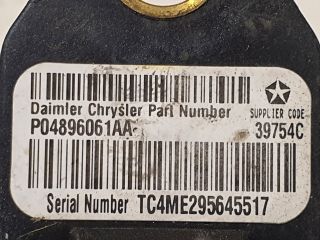 Daimler Chrysler Part Number
SUPPLIER CODE
P04896061AA
39754C
Serial Number TC4ME295645517